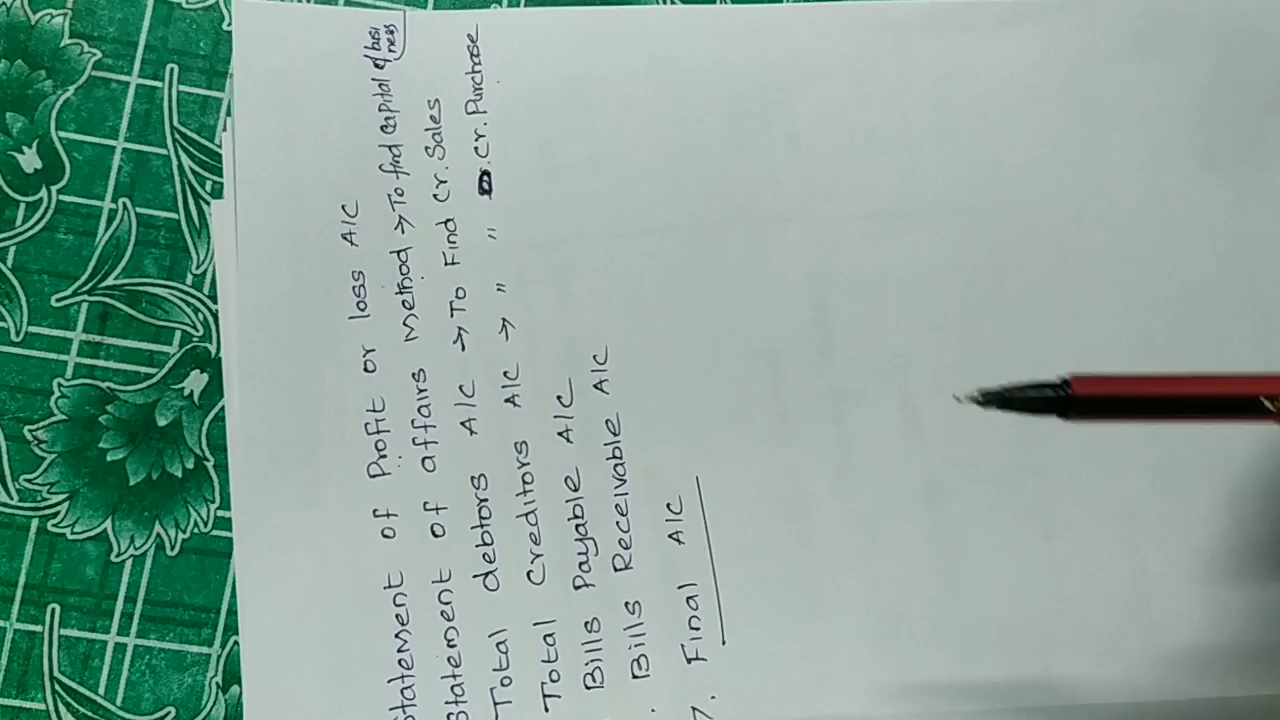 Statement of Profit or loss A/C
Statement of affairs Method → To find capital of business
Total debtors A/C → To Find Cr. Sales
Total Creditors A/C → " " Cr. Purchase
Bills Payable A/C
. Bills Receivable A/C
7. Final A/C